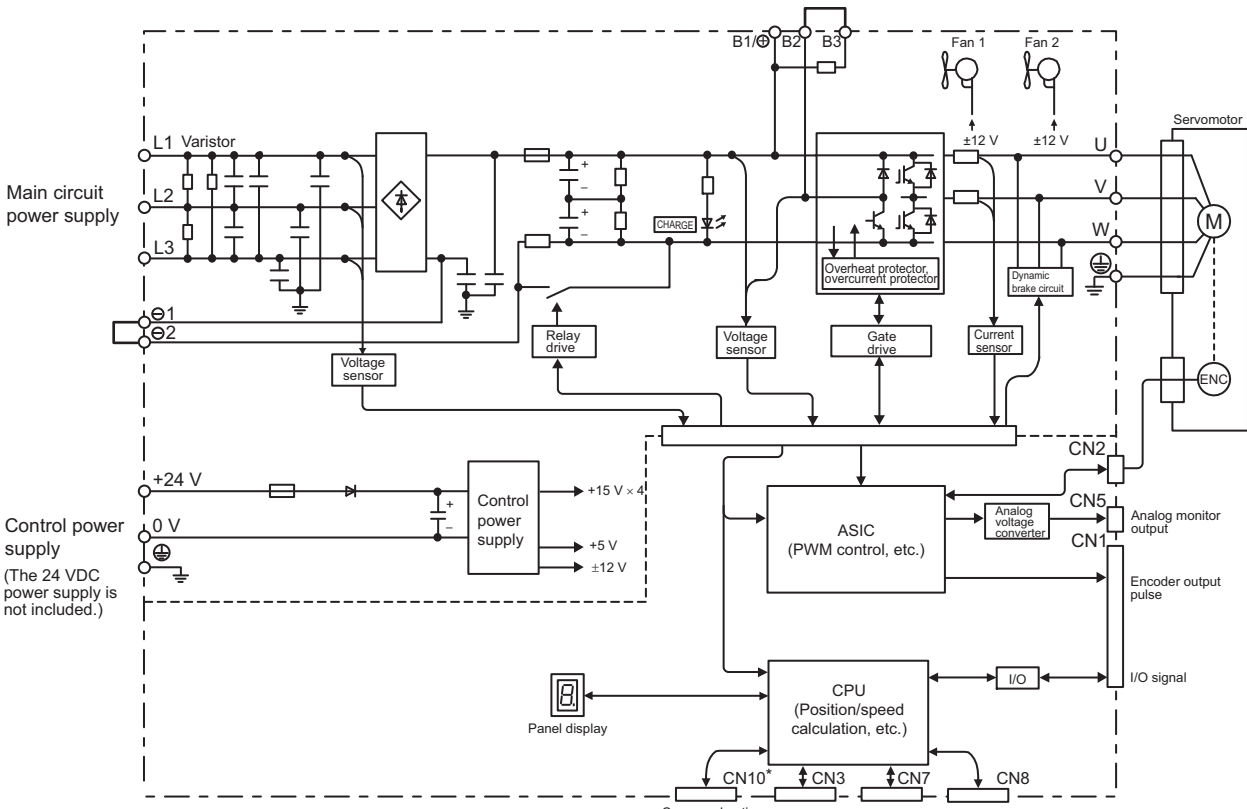 B1/⊕ B2 B3
Fan 1
Fan 2
±12 V
±12 V
Servomotor
Main circuit
power supply
L1
Varistor
L2
L3
⊖1
⊖2
+
–
+
–
CHARGE
Overheat protector,
overcurrent protector
U
V
W
M
Dynamic
brake circuit
Voltage
sensor
Relay
drive
Voltage
sensor
Gate
drive
Current
sensor
ENC
Control power
supply
(The 24 VDC
power supply is
not included.)
+24 V
0 V
+
–
Control
power
supply
+15 V × 4
+5 V
±12 V
ASIC
(PWM control, etc.)
Analog
voltage
converter
CN2
CN5
Analog monitor
output
CN1
Encoder output
pulse
I/O
I/O signal
CPU
(Position/speed
calculation, etc.)
8.
Panel display
CN10*
CN3
CN7
CN8